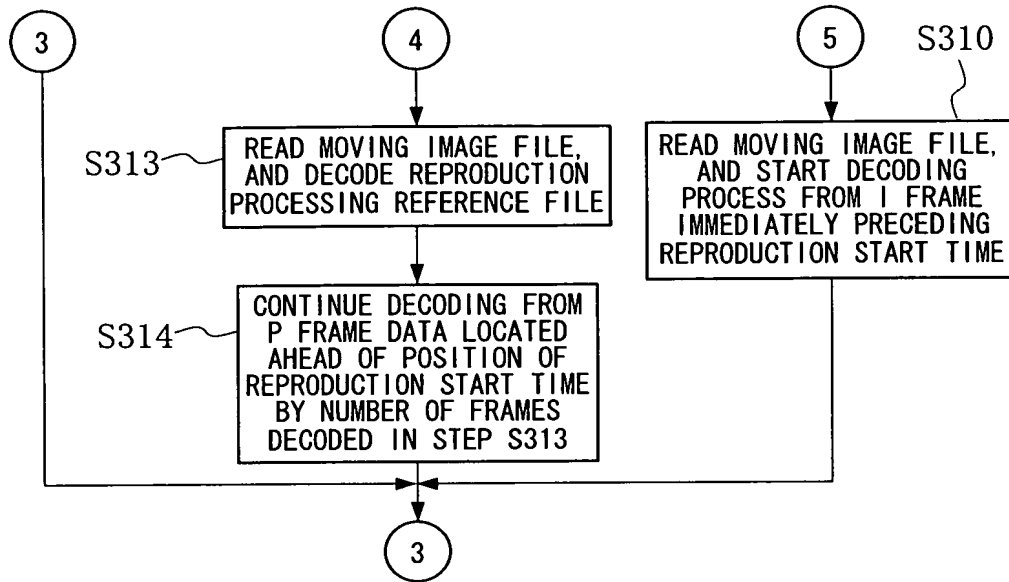 3
4
5
S310
S313
READ MOVING IMAGE FILE,
AND DECODE REPRODUCTION
PROCESSING REFERENCE FILE
READ MOVING IMAGE FILE,
AND START DECODING
PROCESS FROM I FRAME
IMMEDIATELY PRECEDING
REPRODUCTION START TIME
S314
CONTINUE DECODING FROM
P FRAME DATA LOCATED
AHEAD OF POSITION OF
REPRODUCTION START TIME
BY NUMBER OF FRAMES
DECODED IN STEP S313
3